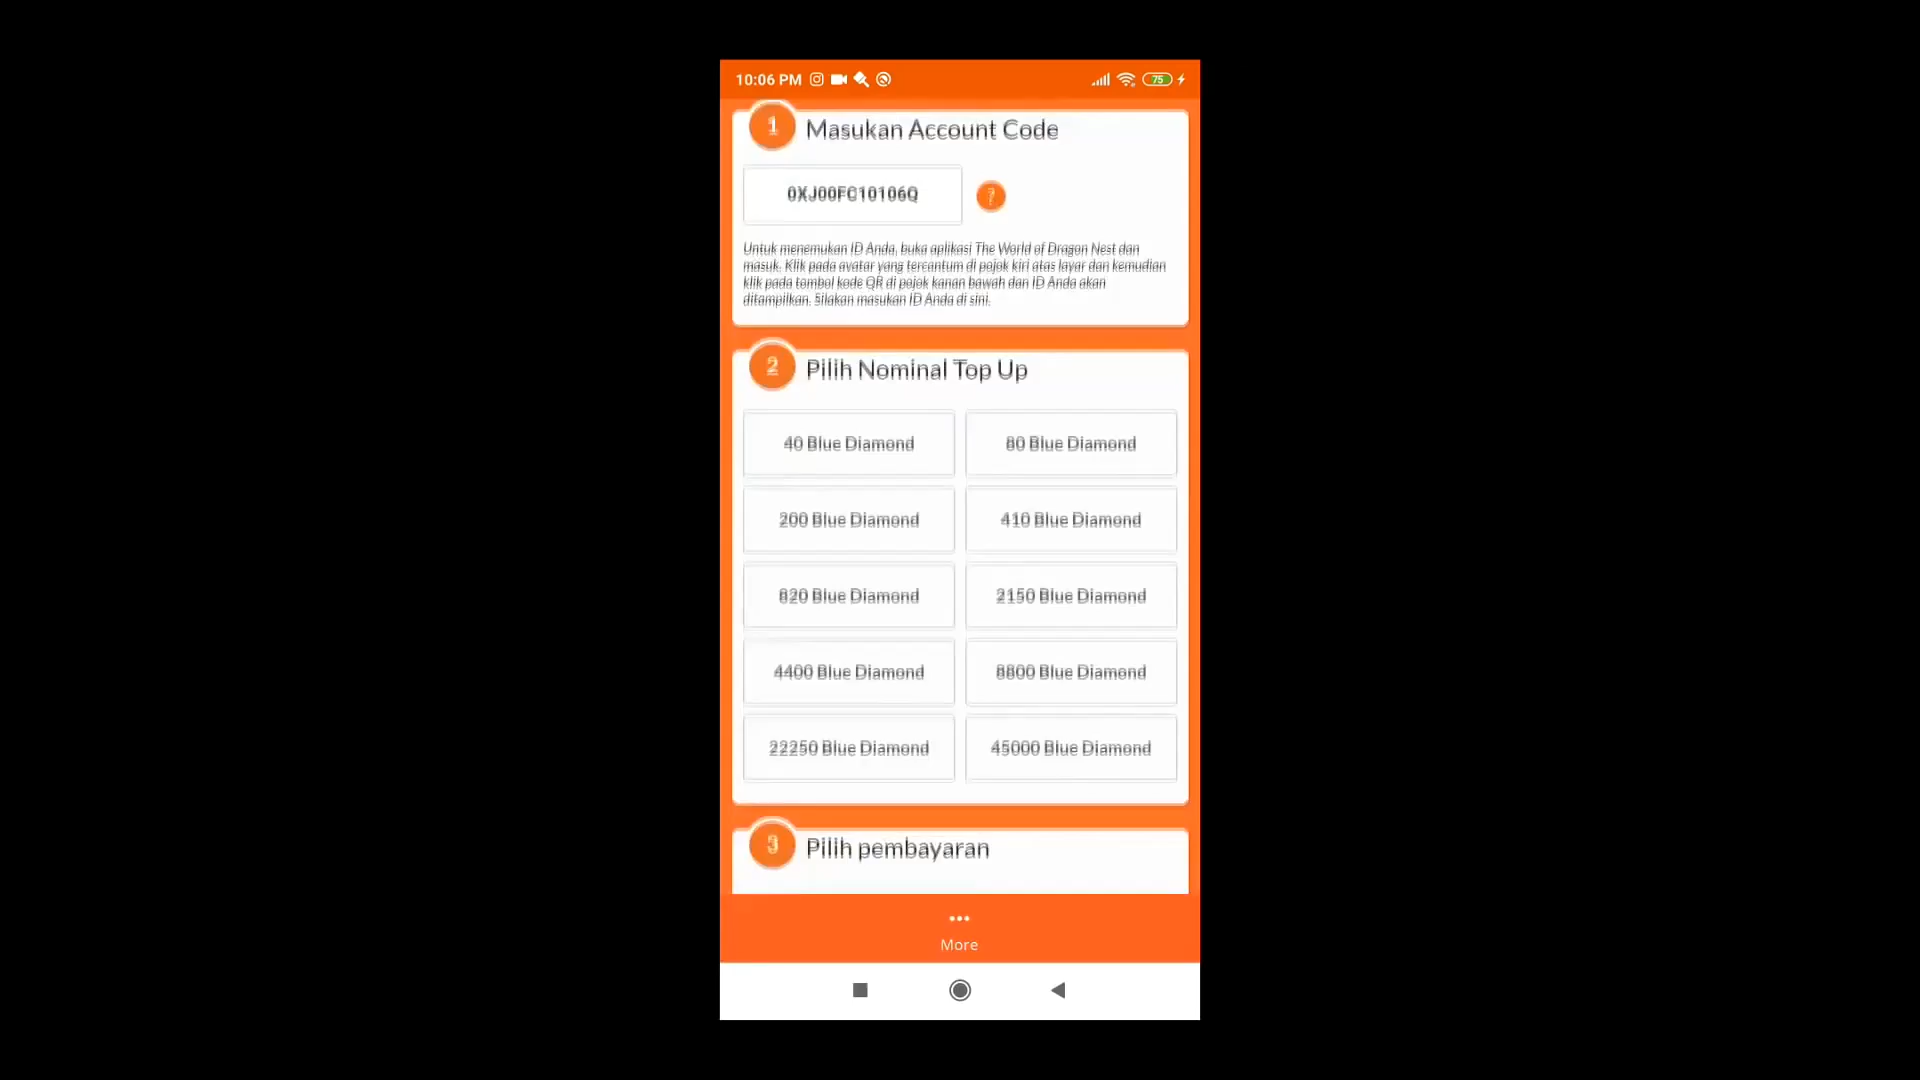 10:06 PM
75
1
Masukan Account Code
0XJ00FC10106Q
?
Untuk menemukan ID Anda, buka aplikasi The World of Dragon Nest dan
masuk. Klik pada avatar yang tercantum di pojok kiri atas layar dan kemudian
klik pada tombol kode QR di pojok kanan bawah dan ID Anda akan
ditampilkan. Silakan masukan ID Anda di sini.
2
Pilih Nominal Top Up
40 Blue Diamond
80 Blue Diamond
200 Blue Diamond
410 Blue Diamond
820 Blue Diamond
2150 Blue Diamond
4400 Blue Diamond
8800 Blue Diamond
22250 Blue Diamond
45000 Blue Diamond
3
Pilih pembayaran
More